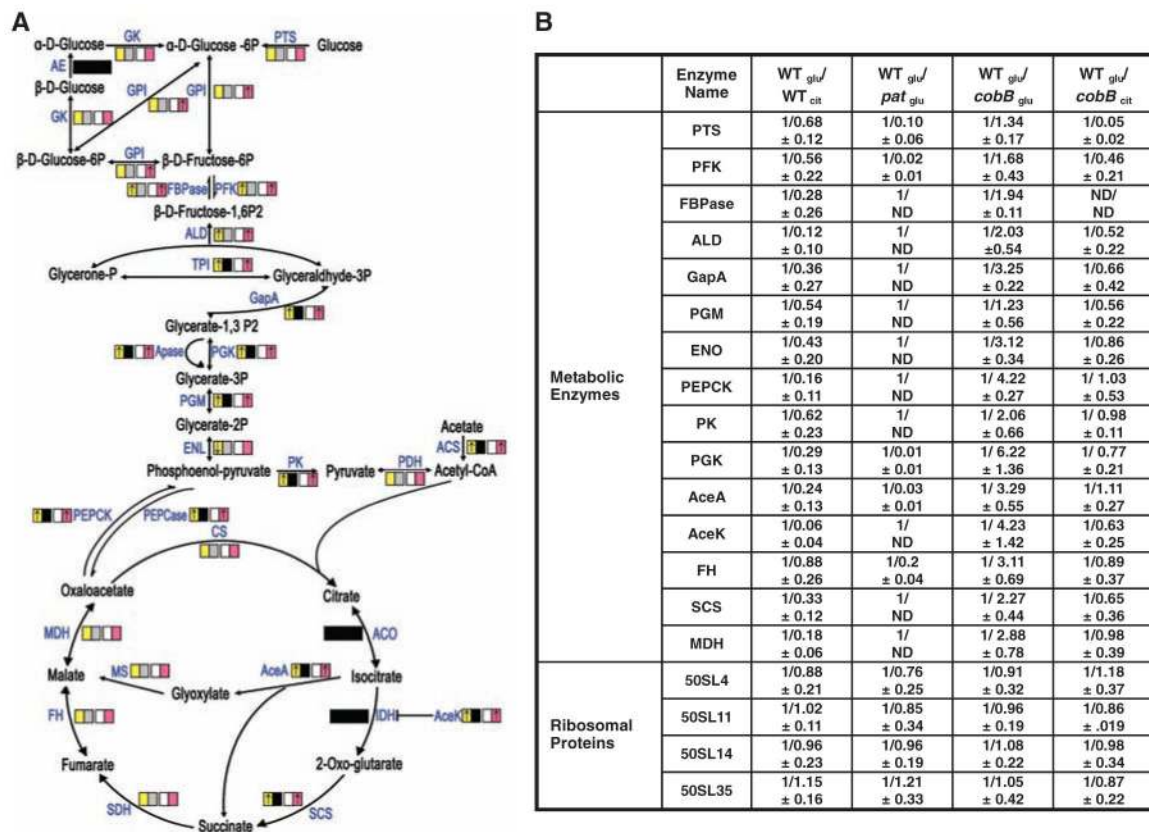 A
α-D-Glucose
GK
α-D-Glucose -6P
PTS
Glucose
AE
GPI
GPI
β-D-Glucose
GK
β-D-Glucose-6P
GPI
β-D-Fructose-6P
FBPase
PFK
β-D-Fructose-1,6P2
ALD
Glycerone-P
TPI
Glyceraldhyde-3P
GapA
Glycerate-1,3 P2
Apase
PGK
Glycerate-3P
PGM
Glycerate-2P
Acetate
ENL
ACS
Phosphoenol-pyruvate
PK
Pyruvate
PDH
Acetyl-CoA
PEPCK
PEPCase
CS
Oxaloacetate
Citrate
MDH
ACO
Malate
MS
AceA
Isocitrate
Glyoxylate
FH
IDH
AceK
Fumarate
2-Oxo-glutarate
SDH
SCS
Succinate
B
Enzyme Name
WT glu/ WT cit
WT glu/ pat glu
WT glu/ cobB glu
WT glu/ cobB cit
Metabolic Enzymes
PTS 1/0.68 ± 0.12 1/0.10 ± 0.06 1/1.34 ± 0.17 1/0.05 ± 0.02
PFK 1/0.56 ± 0.22 1/0.02 ± 0.01 1/1.68 ± 0.43 1/0.46 ± 0.21
FBPase 1/0.28 ± 0.26 1/ ND 1/1.94 ± 0.11 ND/ ND
ALD 1/0.12 ± 0.10 1/ ND 1/2.03 ±0.54 1/0.52 ± 0.22
GapA 1/0.36 ± 0.27 1/ ND 1/3.25 ± 0.22 1/0.66 ± 0.42
PGM 1/0.54 ± 0.19 1/ ND 1/1.23 ± 0.56 1/0.56 ± 0.22
ENO 1/0.43 ± 0.20 1/ ND 1/3.12 ± 0.34 1/0.86 ± 0.26
PEPCK 1/0.16 ± 0.11 1/ ND 1/ 4.22 ± 0.27 1/ 1.03 ± 0.53
PK 1/0.62 ± 0.23 1/ ND 1/ 2.06 ± 0.66 1/ 0.98 ± 0.11
PGK 1/0.29 ± 0.13 1/0.01 ± 0.01 1/ 6.22 ± 1.36 1/ 0.77 ± 0.21
AceA 1/0.24 ± 0.13 1/0.03 ± 0.01 1/ 3.29 ± 0.55 1/1.11 ± 0.27
AceK 1/0.06 ± 0.04 1/ ND 1/ 4.23 ± 1.42 1/0.63 ± 0.25
FH 1/0.88 ± 0.26 1/0.2 ± 0.04 1/ 3.11 ± 0.69 1/0.89 ± 0.37
SCS 1/0.33 ± 0.12 1/ ND 1/ 2.27 ± 0.44 1/0.65 ± 0.36
MDH 1/0.18 ± 0.06 1/ ND 1/ 2.88 ± 0.78 1/0.98 ± 0.39
Ribosomal Proteins
50SL4 1/0.88 ± 0.21 1/0.76 ± 0.25 1/0.91 ± 0.32 1/1.18 ± 0.37
50SL11 1/1.02 ± 0.11 1/0.85 ± 0.34 1/0.96 ± 0.19 1/0.86 ± .019
50SL14 1/0.96 ± 0.23 1/0.96 ± 0.19 1/1.08 ± 0.22 1/0.98 ± 0.34
50SL35 1/1.15 ± 0.16 1/1.21 ± 0.33 1/1.05 ± 0.42 1/0.87 ± 0.22